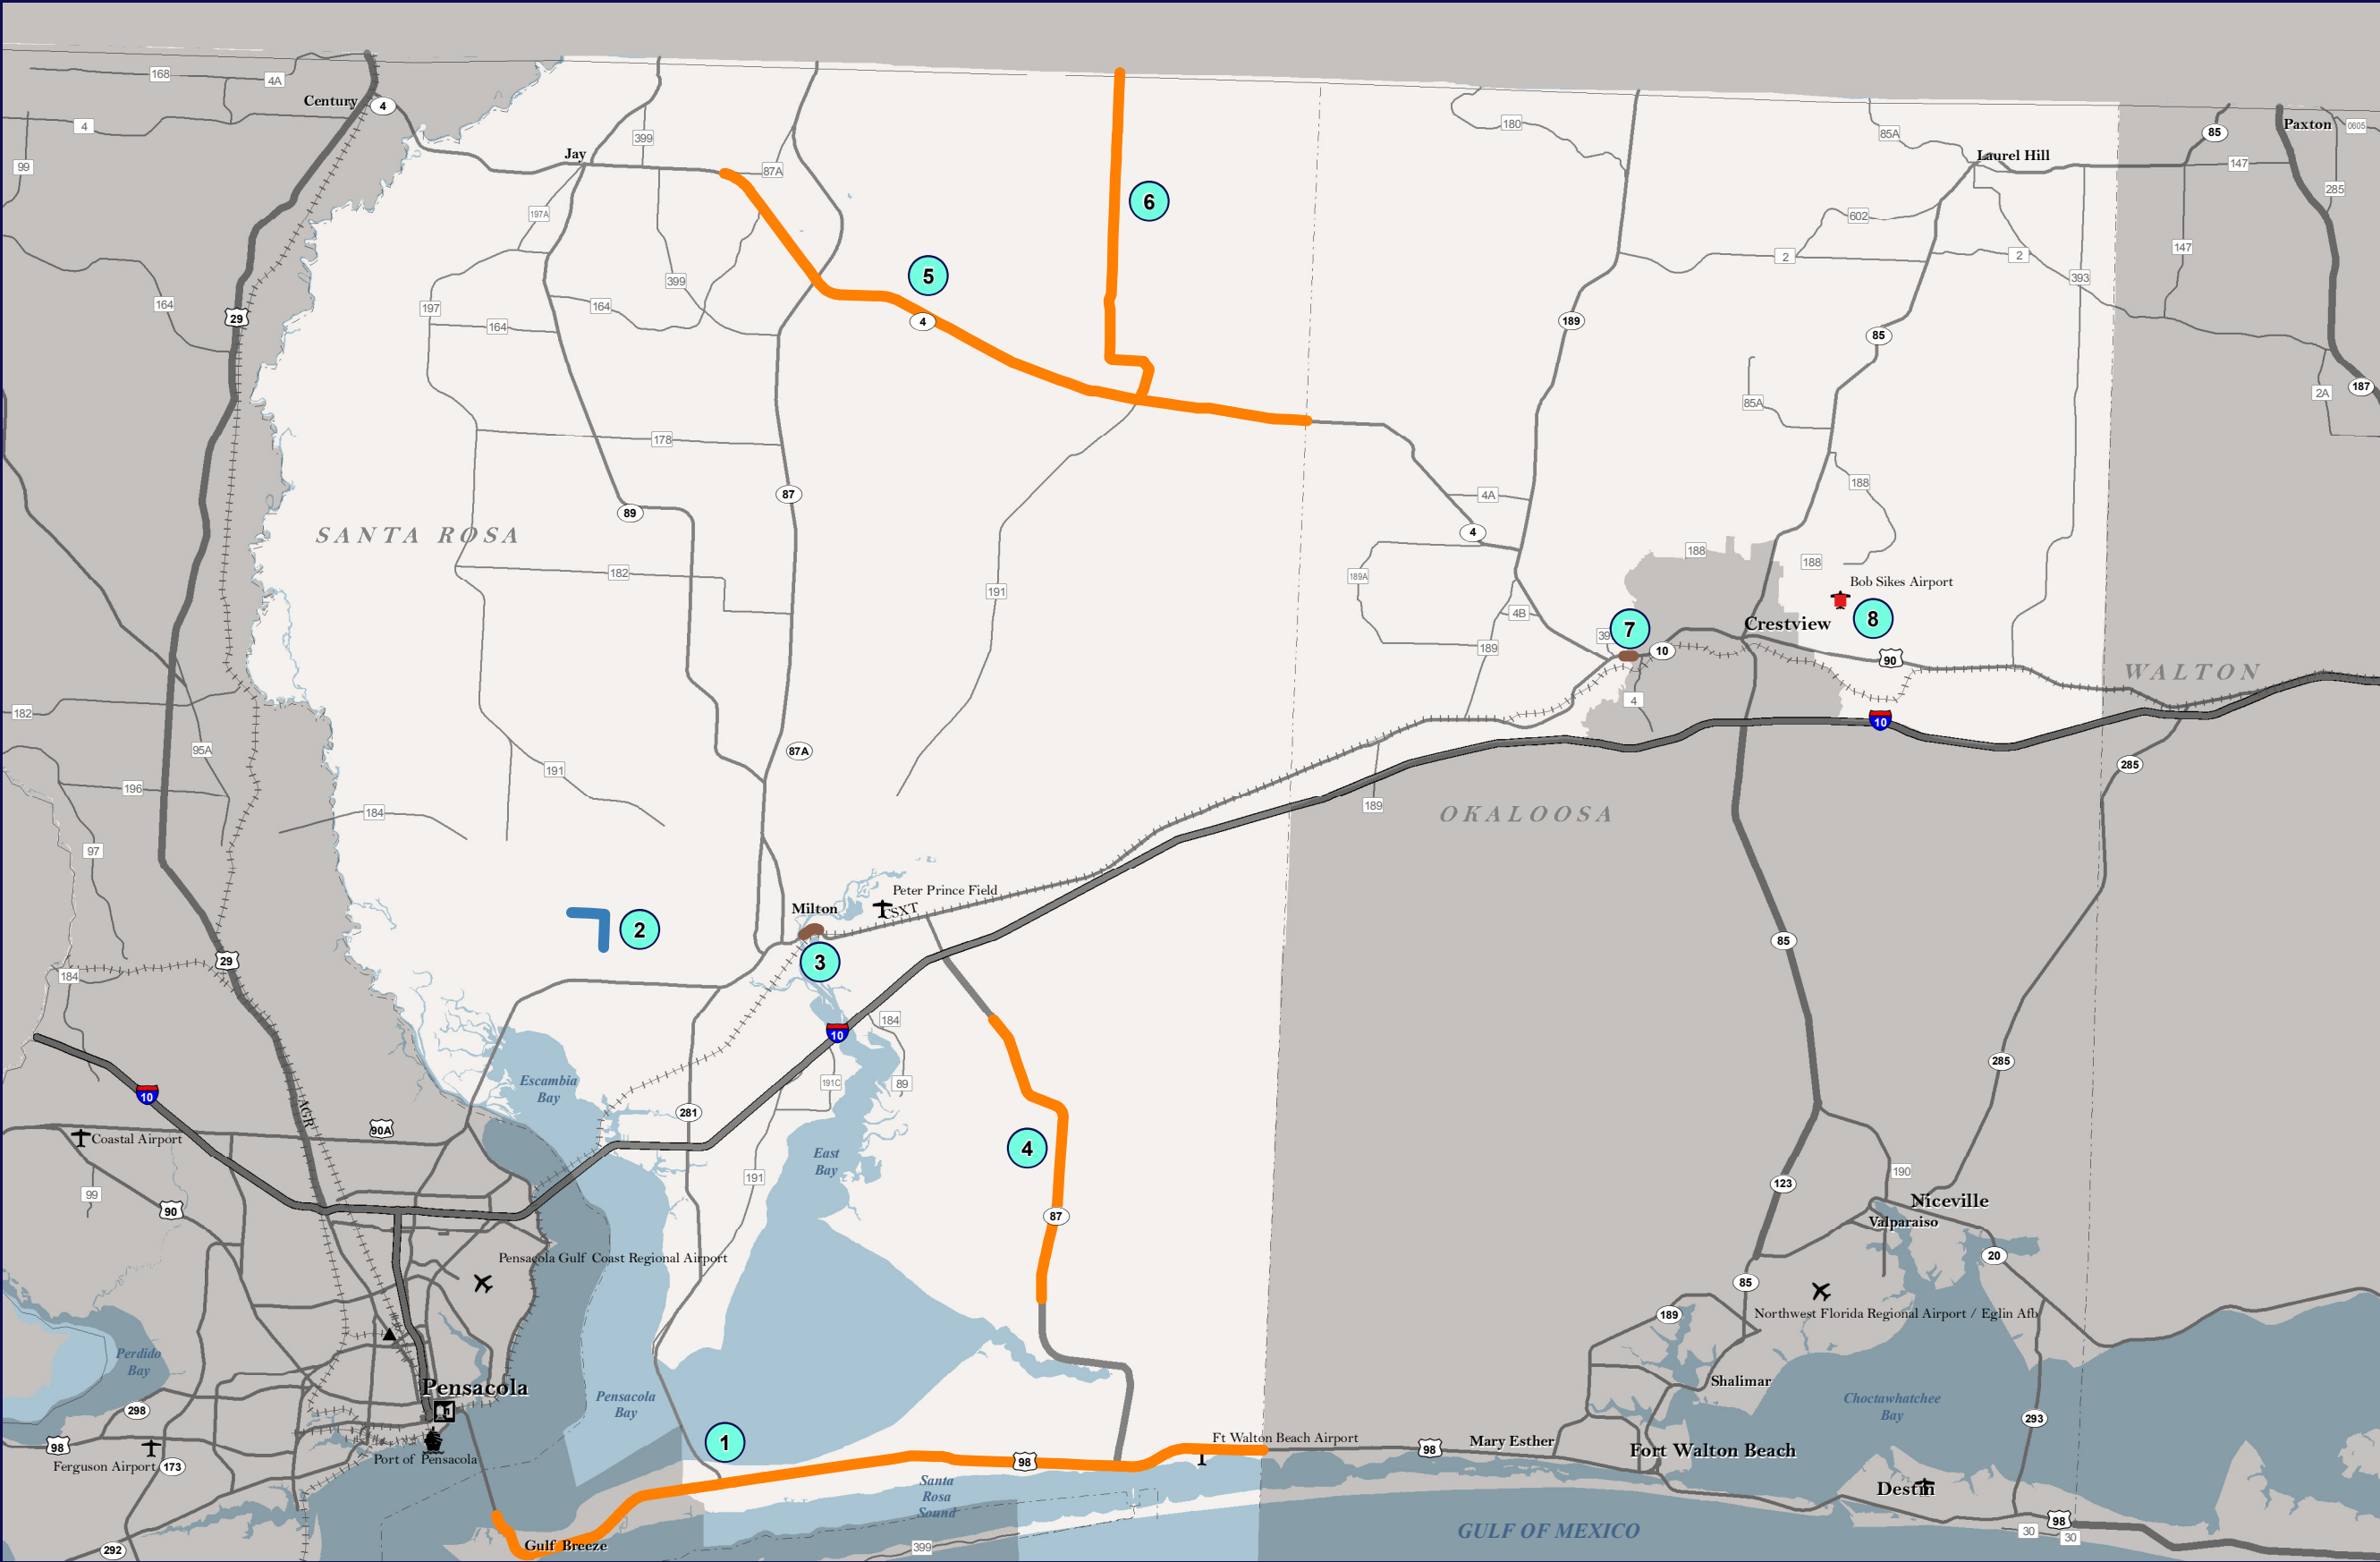 168
4A
Century
4
4
99
Jay
399
87A
197A
6
180
85A
Laurel Hill
85
Paxton
0605
147
285
602
2
2
147
393
5
4
399
197
164
164
164
29
189
85
187
2A
85A
178
87
89
SANTA ROSA
182
191
4A
4
188
188
188
189A
4B
189
39
7
10
4
Bob Sikes Airport
8
Crestview
90
WALTON
10
182
95A
196
97
184
191
87A
189
285
OKALOOSA
Peter Prince Field
SXT
Milton
2
3
85
29
184
10
184
89
191C
281
Escambia
Bay
10
AGR
90A
Coastal Airport
99
90
4
East
Bay
191
87
285
190
123
Niceville
Valparaiso
20
85
189
Northwest Florida Regional Airport / Eglin Afb
Pensacola Gulf Coast Regional Airport
Perdido
Bay
Pensacola
Pensacola
Bay
Shalimar
Choctawhatchee
Bay
298
293
98
Ferguson Airport
173
Port of Pensacola
1
98
Ft Walton Beach Airport
98
Mary Esther
Fort Walton Beach
Santa
Rosa
Sound
Destin
GULF OF MEXICO
98
30
30
292
Gulf Breeze
399